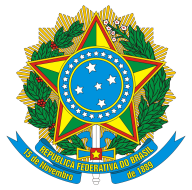 REPÚBLICA FEDERATIVA DO BRASIL
15 de Novembro
de 1889